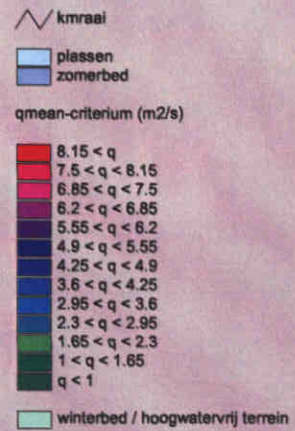 kmraai
plassen
zomerbed
qmean-criterium (m2/s)
8.15 < q
7.5 < q < 8.15
6.85 < q < 7.5
6.2 < q < 6.85
5.55 < q < 6.2
4.9 < q < 5.55
4.25 < q < 4.9
3.6 < q < 4.25
2.95 < q < 3.6
2.3 < q < 2.95
1.65 < q < 2.3
1 < q < 1.65
q < 1
winterbed / hoogwatervrij terrein